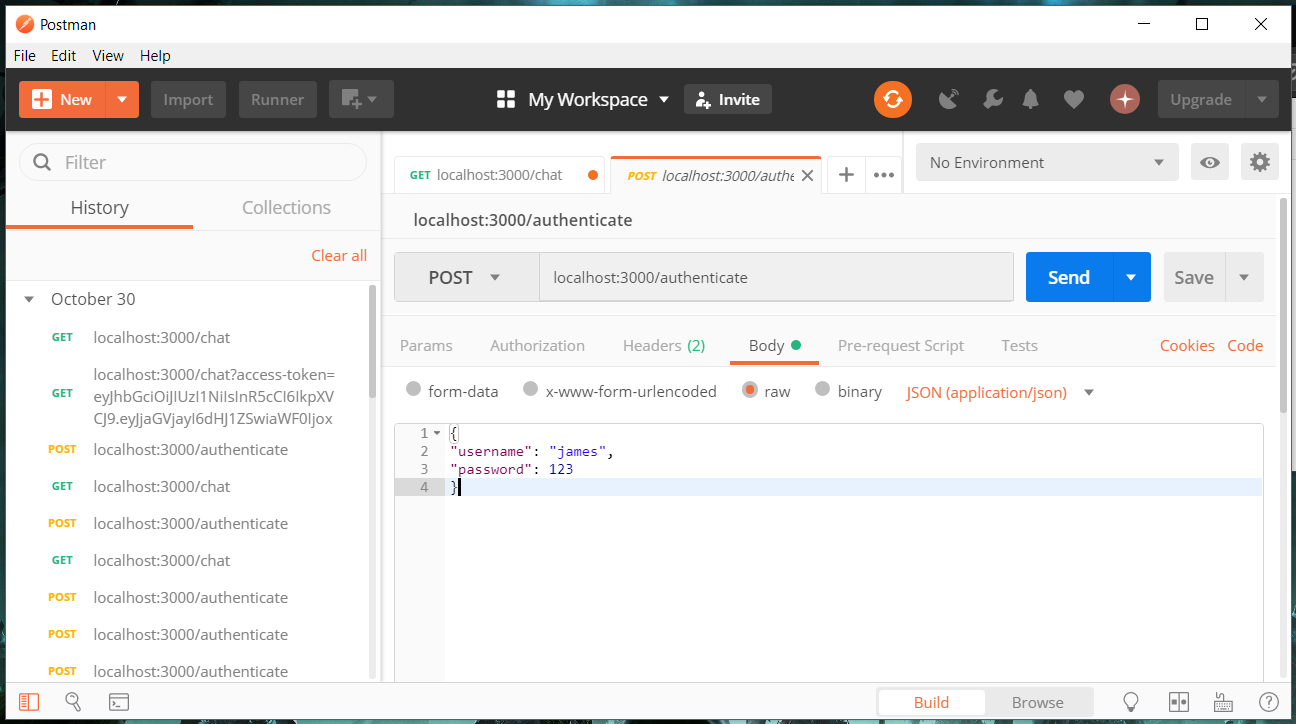 Postman
File Edit View Help
New Import Runner My Workspace Invite Upgrade
Filter
History Collections
Clear all
October 30
GET localhost:3000/chat
GET localhost:3000/chat?access-token=
eyJhbGciOiJIUzI1NiIsInR5cCI6IkpXV
CJ9.eyJjaGVjayI6dHJ1ZSwiaWF0Ijox
POST localhost:3000/authenticate
GET localhost:3000/chat
POST localhost:3000/authenticate
GET localhost:3000/chat
POST localhost:3000/authenticate
POST localhost:3000/authenticate
POST localhost:3000/authenticate
GET localhost:3000/chat POST localhost:3000/authe No Environment
localhost:3000/authenticate
POST localhost:3000/authenticate Send Save
Params Authorization Headers (2) Body Pre-request Script Tests Cookies Code
form-data x-www-form-urlencoded raw binary JSON (application/json)
1 {
2 "username": "james",
3 "password": 123
4 }
Build Browse